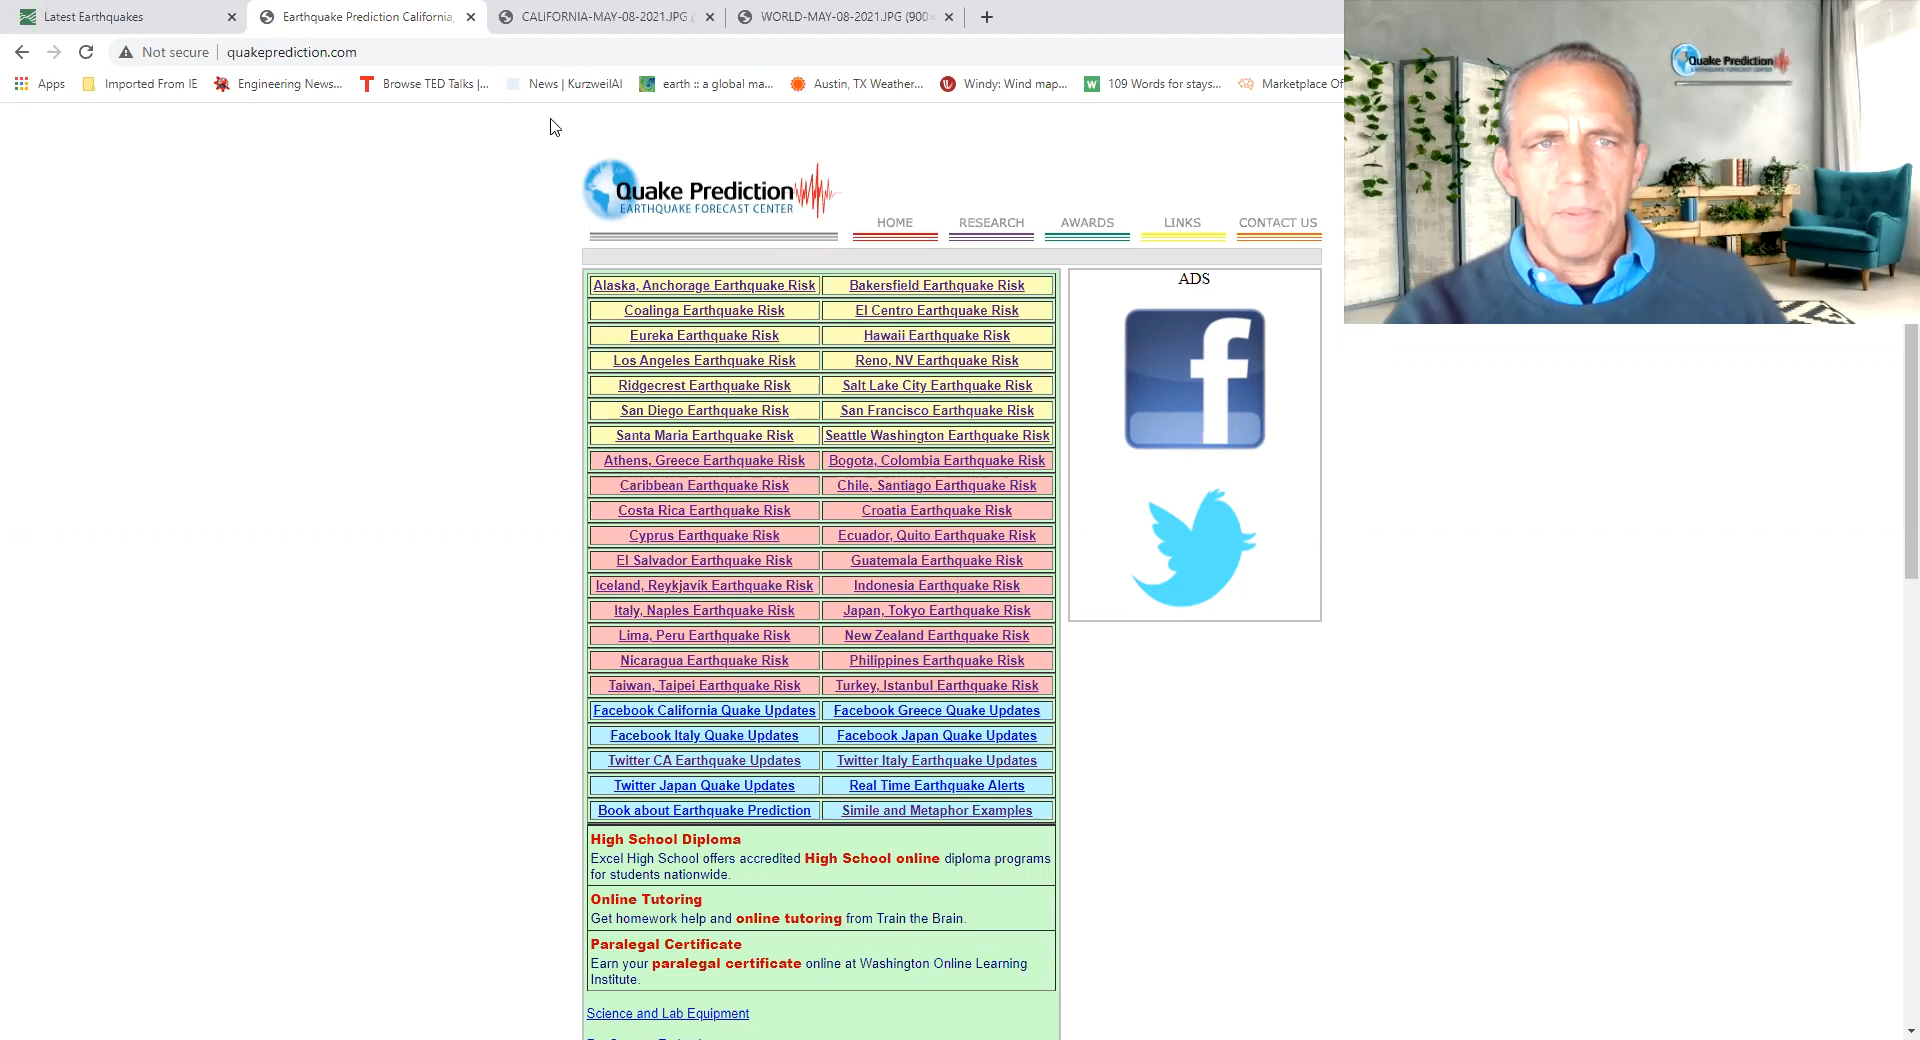 Latest Earthquakes
Earthquake Prediction California,
CALIFORNIA-MAY-08-2021.JPG (
WORLD-MAY-08-2021.JPG (900×
Not secure
quakeprediction.com
Apps
Imported From IE
Engineering News...
Browse TED Talks |...
News | KurzweilAI
earth :: a global ma...
Austin, TX Weather...
Windy: Wind map...
109 Words for stays...
Marketplace Of
Quake Prediction
EARTHQUAKE FORECAST CENTER
Quake Prediction
EARTHQUAKE FORECAST CENTER
HOME
RESEARCH
AWARDS
LINKS
CONTACT US
Alaska, Anchorage Earthquake Risk
Bakersfield Earthquake Risk
Coalinga Earthquake Risk
El Centro Earthquake Risk
Eureka Earthquake Risk
Hawaii Earthquake Risk
Los Angeles Earthquake Risk
Reno, NV Earthquake Risk
Ridgecrest Earthquake Risk
Salt Lake City Earthquake Risk
San Diego Earthquake Risk
San Francisco Earthquake Risk
Santa Maria Earthquake Risk
Seattle Washington Earthquake Risk
Athens, Greece Earthquake Risk
Bogota, Colombia Earthquake Risk
Caribbean Earthquake Risk
Chile, Santiago Earthquake Risk
Costa Rica Earthquake Risk
Croatia Earthquake Risk
Cyprus Earthquake Risk
Ecuador, Quito Earthquake Risk
El Salvador Earthquake Risk
Guatemala Earthquake Risk
Iceland, Reykjavík Earthquake Risk
Indonesia Earthquake Risk
Italy, Naples Earthquake Risk
Japan, Tokyo Earthquake Risk
Lima, Peru Earthquake Risk
New Zealand Earthquake Risk
Nicaragua Earthquake Risk
Philippines Earthquake Risk
Taiwan, Taipei Earthquake Risk
Turkey, Istanbul Earthquake Risk
Facebook California Quake Updates
Facebook Greece Quake Updates
Facebook Italy Quake Updates
Facebook Japan Quake Updates
Twitter CA Earthquake Updates
Twitter Italy Earthquake Updates
Twitter Japan Quake Updates
Real Time Earthquake Alerts
Book about Earthquake Prediction
Simile and Metaphor Examples
High School Diploma
Excel High School offers accredited High School online diploma programs
for students nationwide.
Online Tutoring
Get homework help and online tutoring from Train the Brain.
Paralegal Certificate
Earn your paralegal certificate online at Washington Online Learning
Institute.
Science and Lab Equipment
ADS
f